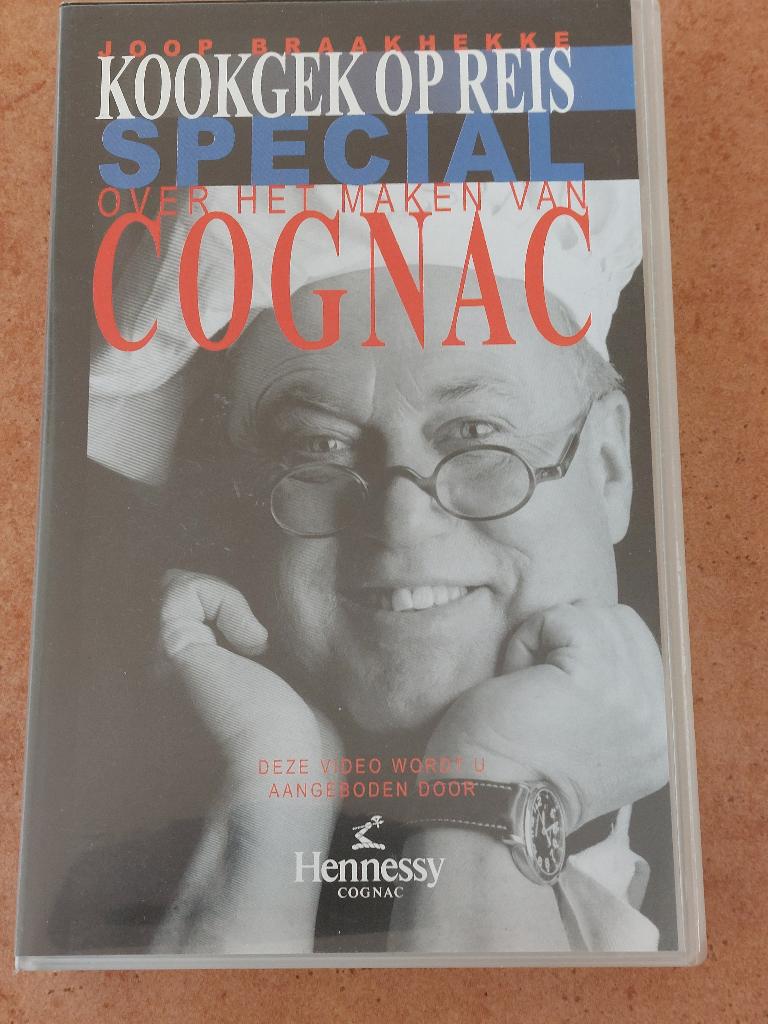 JOOP BRAAKHEKKE
KOOKGEK OP REIS
SPECIAL
OVER HET MAKEN VAN
COGNAC
DEZE VIDEO WORDT U
AANGEBODEN DOOR
Hennessy
COGNAC